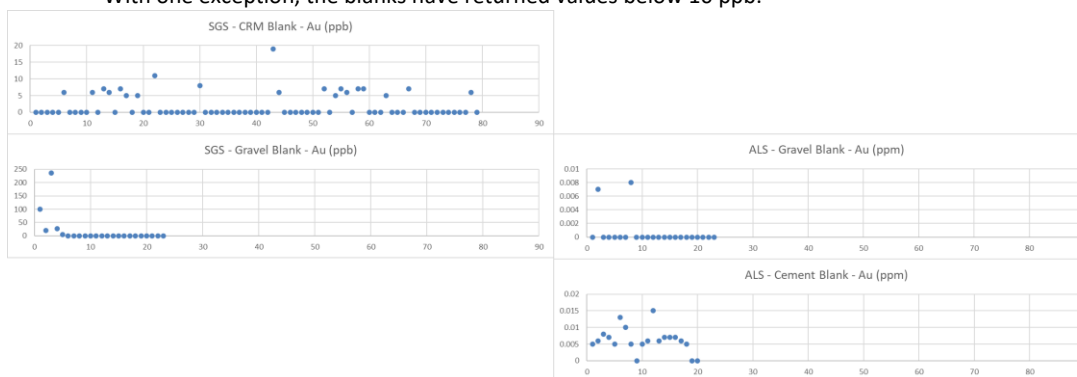 With one exception, the blanks have returned values below 10 ppb.
SGS - CRM Blank - Au (ppb)
20
15
10
5
0
0 10 20 30 40 50 60 70 80 90
SGS - Gravel Blank - Au (ppb)
250
200
150
100
50
0
0 10 20 30 40 50 60 70 80 90
ALS - Gravel Blank - Au (ppm)
0.01
0.008
0.006
0.004
0.002
0
0 10 20 30 40 50 60 70 80
ALS - Cement Blank - Au (ppm)
0.02
0.015
0.01
0.005
0
0 10 20 30 40 50 60 70 80